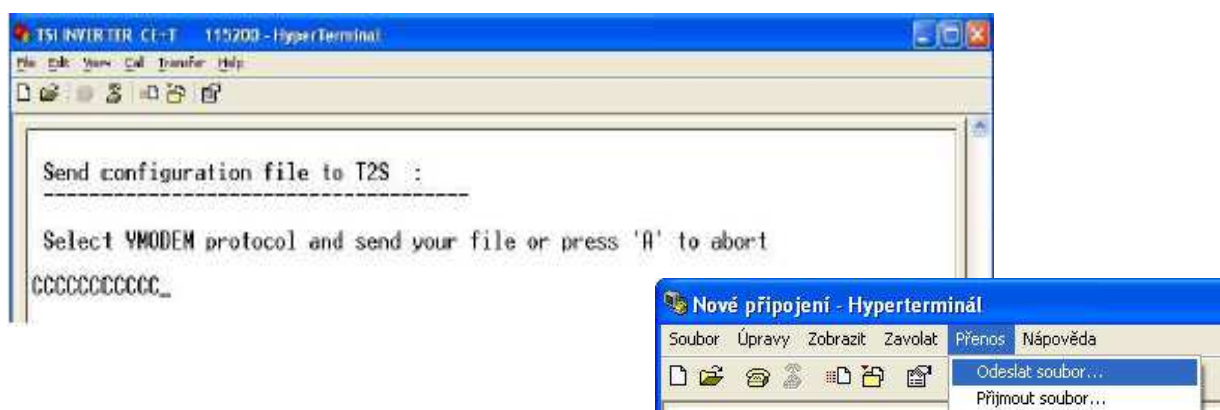 TSI INVERTER CE+T 115200 - HyperTerminal
File Edit View Call Transfer Help
Send configuration file to T2S :
---------------------------------------
Select YMODEM protocol and send your file or press 'A' to abort
CCCCCCCCCCC_
Nové připojení - Hyperterminál
Soubor Úpravy Zobrazit Zavolat Přenos Nápověda
Odeslat soubor...
Přijmout soubor...